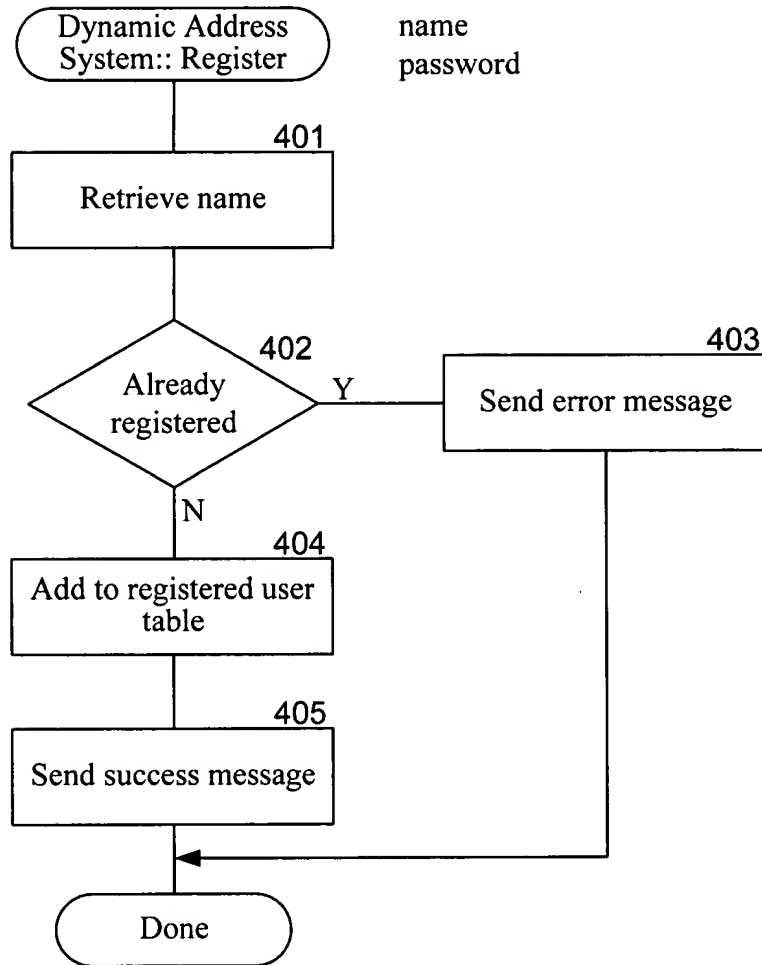 Dynamic Address
System:: Register
name
password
401
Retrieve name
402
Already
registered
Y
403
Send error message
N
404
Add to registered user
table
405
Send success message
Done